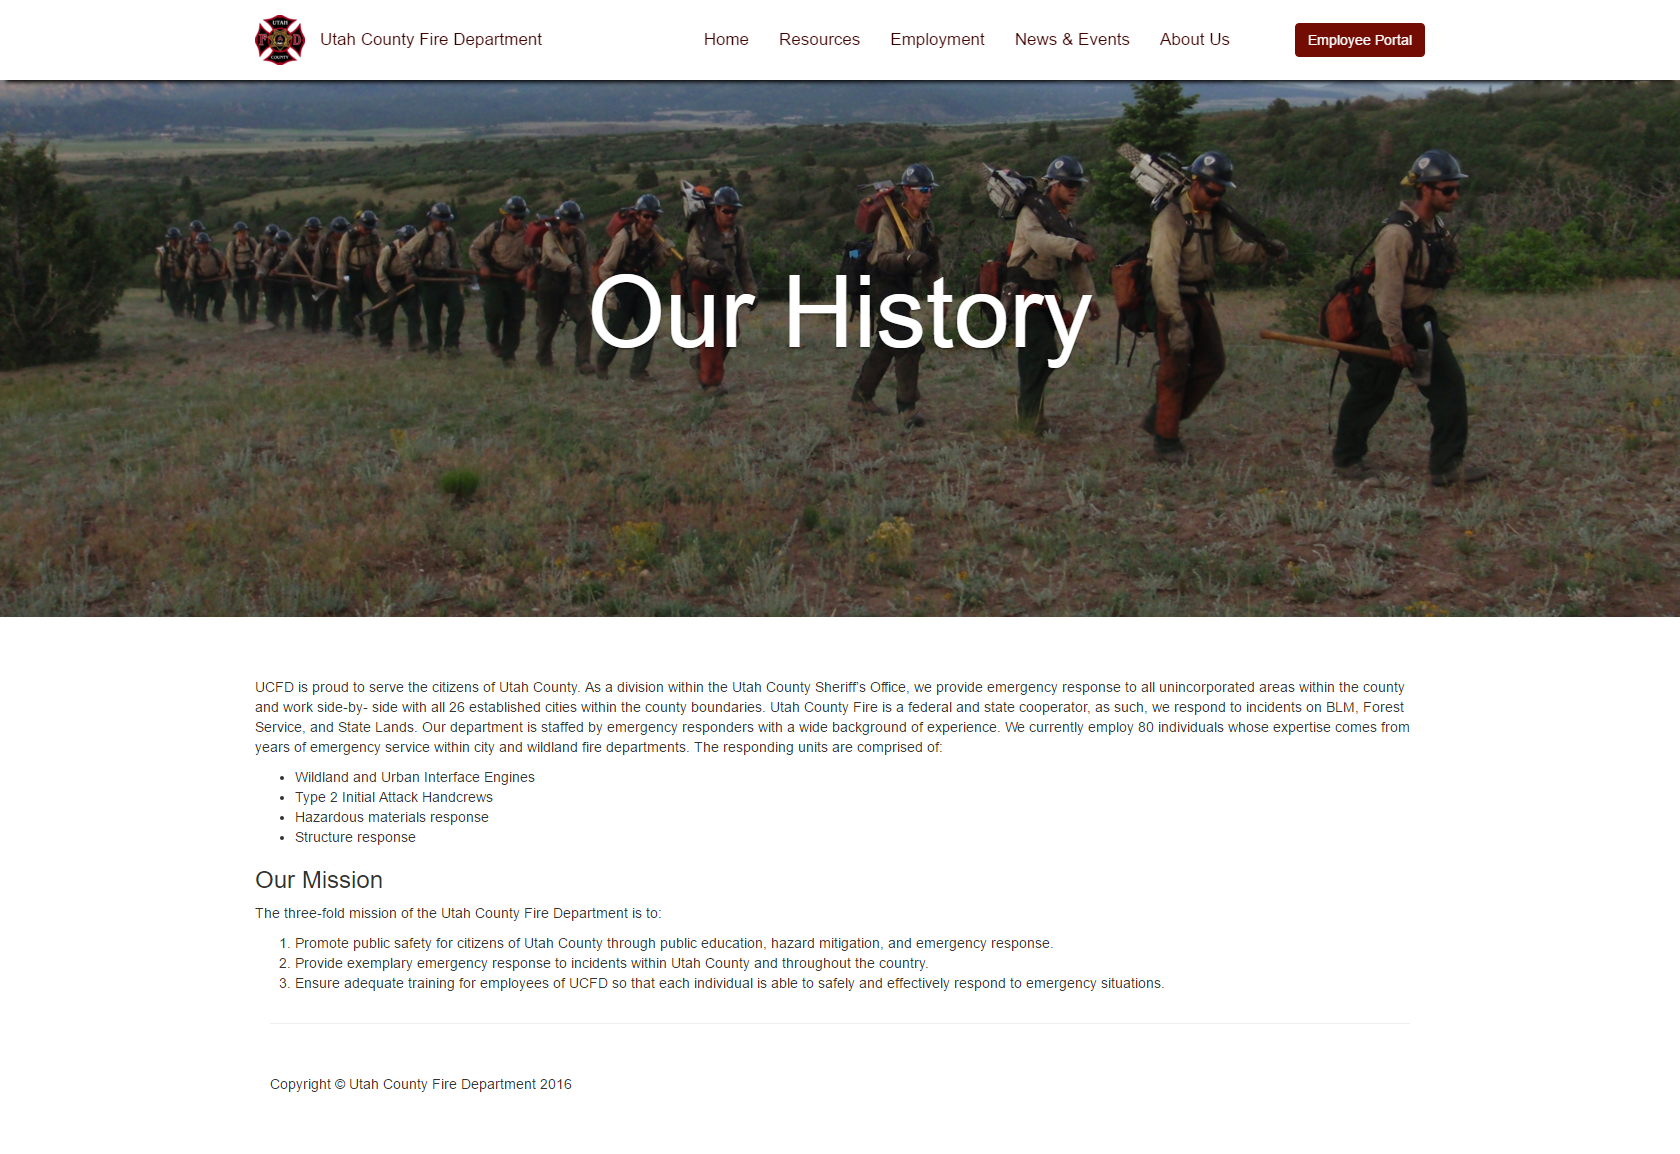 UTAH
F D
COUNTY
Utah County Fire Department
Home
Resources
Employment
News & Events
About Us
Employee Portal
Our History
UCFD is proud to serve the citizens of Utah County. As a division within the Utah County Sheriff's Office, we provide emergency response to all unincorporated areas within the county
and work side-by- side with all 26 established cities within the county boundaries. Utah County Fire is a federal and state cooperator, as such, we respond to incidents on BLM, Forest
Service, and State Lands. Our department is staffed by emergency responders with a wide background of experience. We currently employ 80 individuals whose expertise comes from
years of emergency service within city and wildland fire departments. The responding units are comprised of:
• Wildland and Urban Interface Engines
• Type 2 Initial Attack Handcrews
• Hazardous materials response
• Structure response
Our Mission
The three-fold mission of the Utah County Fire Department is to:
1. Promote public safety for citizens of Utah County through public education, hazard mitigation, and emergency response.
2. Provide exemplary emergency response to incidents within Utah County and throughout the country.
3. Ensure adequate training for employees of UCFD so that each individual is able to safely and effectively respond to emergency situations.
Copyright © Utah County Fire Department 2016